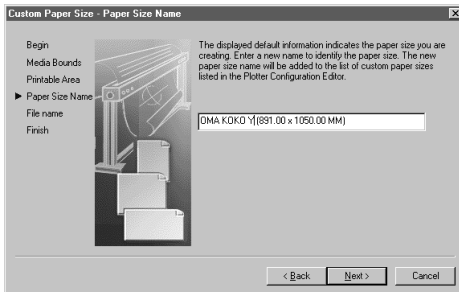 Custom Paper Size - Paper Size Name
Begin
Media Bounds
Printable Area
Paper Size Name
File name
Finish
The displayed default information indicates the paper size you are
creating. Enter a new name to identify the paper size. The new
paper size name will be added to the list of custom paper sizes
listed in the Plotter Configuration Editor.
OMA KOKO Y(891.00 x 1050.00 MM)
< Back
Next >
Cancel